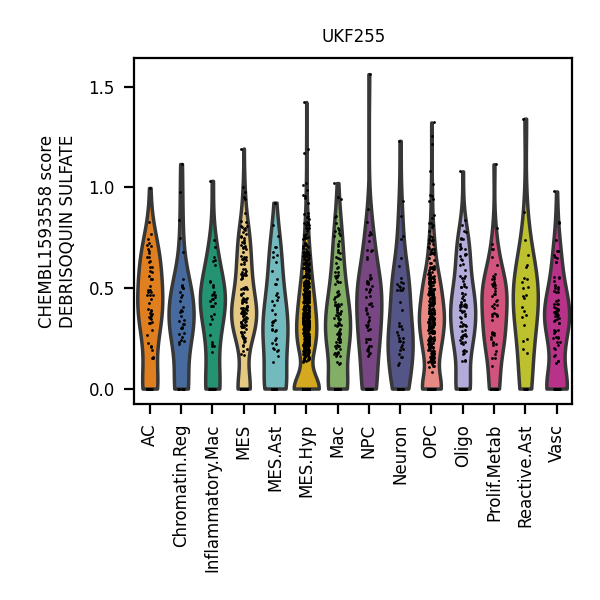 UKF255
CHEMBL1593558 score
DEBRISOQUIN SULFATE
1.5
1.0
0.5
0.0
AC
Chromatin.Reg
Inflammatory.Mac
MES
MES.Ast
MES.Hyp
Mac
NPC
Neuron
OPC
Oligo
Prolif.Metab
Reactive.Ast
Vasc